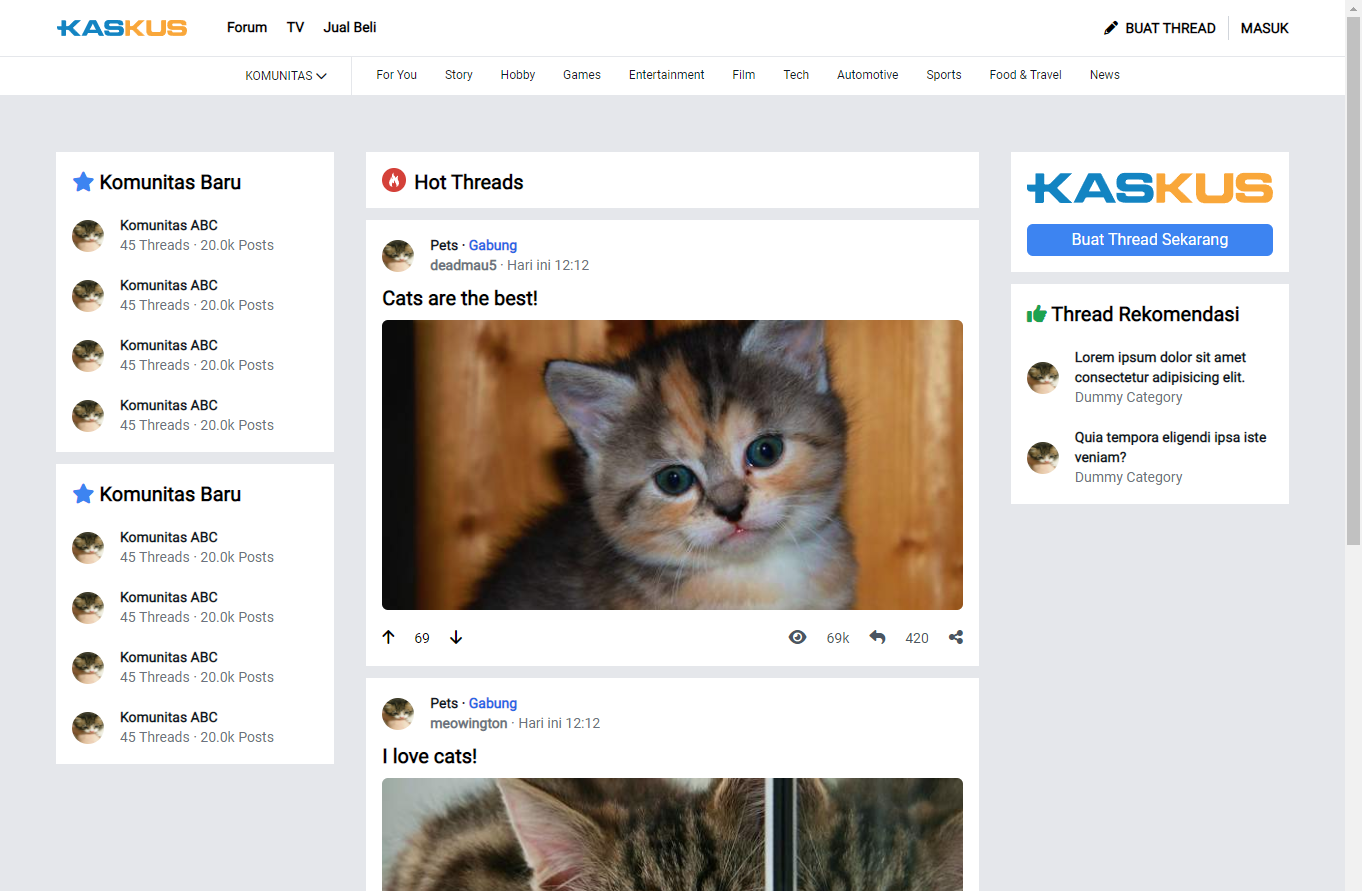 KASKUS
Forum TV Jual Beli
BUAT THREAD MASUK
KOMUNITAS For You Story Hobby Games Entertainment Film Tech Automotive Sports Food & Travel News
Komunitas Baru
Komunitas ABC
45 Threads · 20.0k Posts
Komunitas ABC
45 Threads · 20.0k Posts
Komunitas ABC
45 Threads · 20.0k Posts
Komunitas ABC
45 Threads · 20.0k Posts
Komunitas Baru
Komunitas ABC
45 Threads · 20.0k Posts
Komunitas ABC
45 Threads · 20.0k Posts
Komunitas ABC
45 Threads · 20.0k Posts
Komunitas ABC
45 Threads · 20.0k Posts
Hot Threads
Pets · Gabung
deadmau5 · Hari ini 12:12
Cats are the best!
69 69k 420
Pets · Gabung
meowington · Hari ini 12:12
I love cats!
KASKUS
Buat Thread Sekarang
Thread Rekomendasi
Lorem ipsum dolor sit amet
consectetur adipisicing elit.
Dummy Category
Quia tempora eligendi ipsa iste
veniam?
Dummy Category